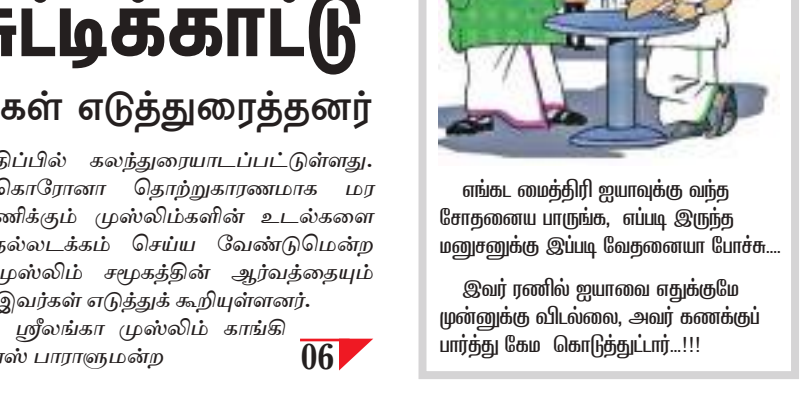 சுட்டிக்காட்டு
கள் எடுத்துரைத்தனர்
திப்பில் கலந்துரையாடப்பட்டுள்ளது.
கொரோனா தொற்றுகாரணமாக மர
ணிக்கும் முஸ்லிம்களின் உடல்களை
நல்லடக்கம் செய்ய வேண்டுமென்ற
முஸ்லிம் சமூகத்தின் ஆர்வத்தையும்
இவர்கள் எடுத்துக் கூறியுள்ளனர்.
ஸ்ரீலங்கா முஸ்லிம் காங்கி
ரஸ் பாராளுமன்ற
06
எங்கட மைத்திரி ஐயாவுக்கு வந்த
சோதனைய பாருங்க, எப்படி இருந்த
மனுசனுக்கு இப்படி வேதனையா போச்சு....
இவர் ரணில் ஐயாவை எதுக்குமே
முன்னுக்கு விடல்லை, அவர் கணக்குப்
பார்த்து கேம கொடுத்துட்டார்...!!!